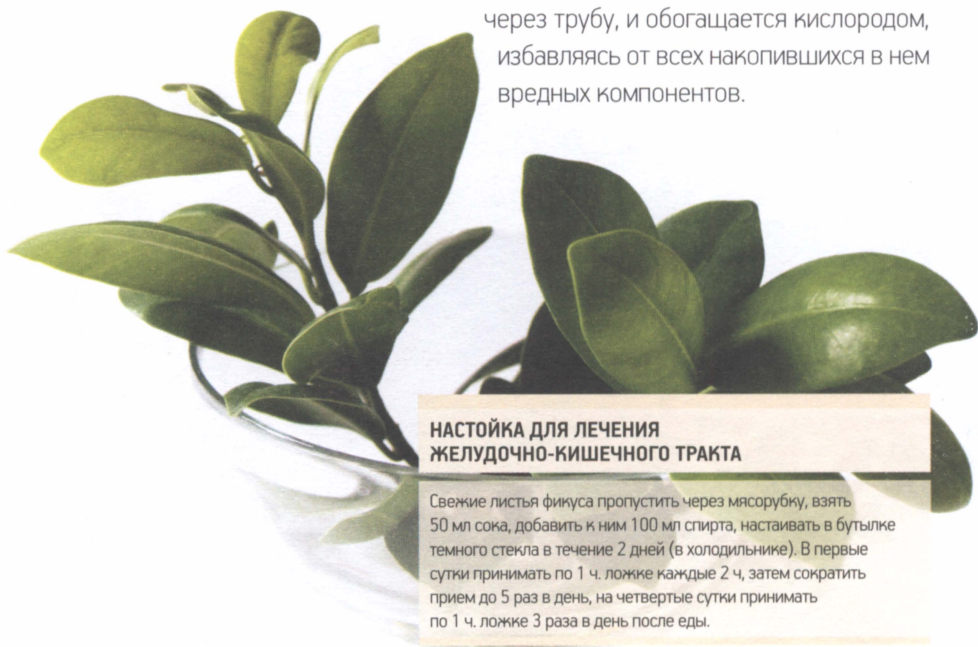 через трубу, и обогащается кислородом,
избавляясь от всех накопившихся в нем
вредных компонентов.
НАСТОЙКА ДЛЯ ЛЕЧЕНИЯ
ЖЕЛУДОЧНО-КИШЕЧНОГО ТРАКТА
Свежие листья фикуса пропустить через мясорубку, взять
50 мл сока, добавить к ним 100 мл спирта, настаивать в бутылке
темного стекла в течение 2 дней (в холодильнике). В первые
сутки принимать по 1 ч. ложке каждые 2 ч, затем сократить
прием до 5 раз в день, на четвертые сутки принимать
по 1 ч. ложке 3 раза в день после еды.